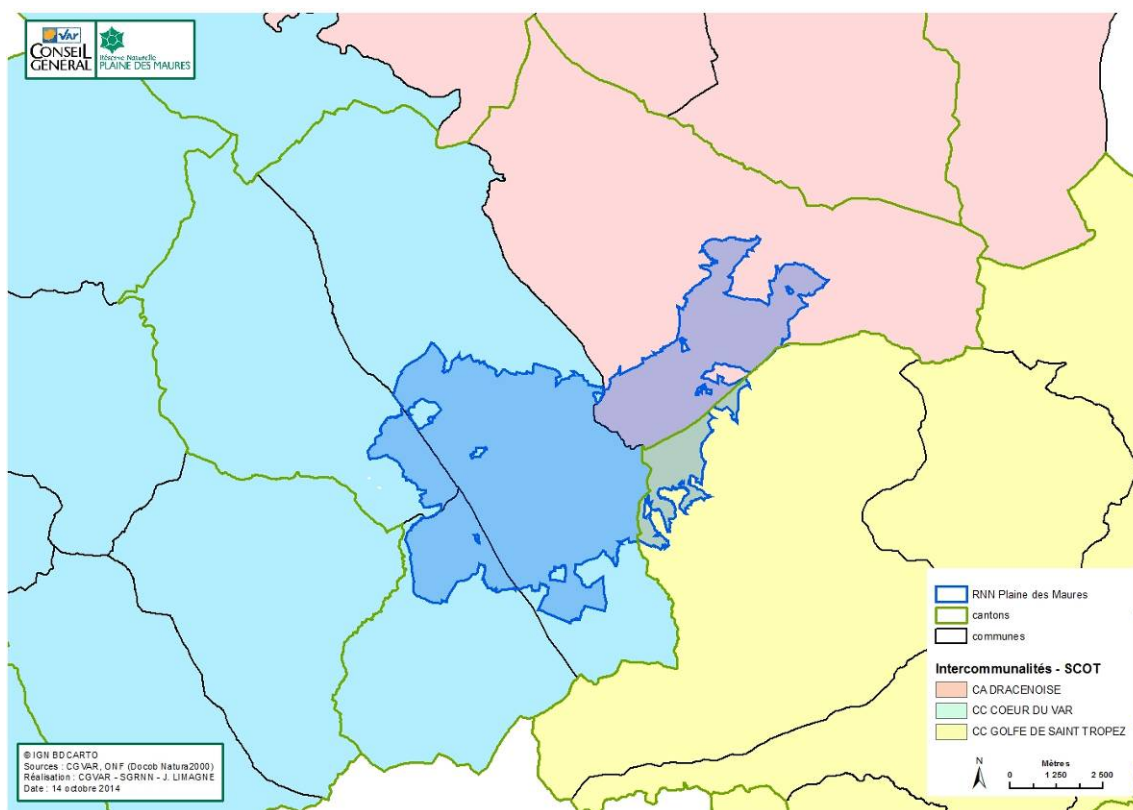 Var
CONSEIL
GÉNÉRAL
Réserve Naturelle
PLAINE DES MAURES
RNN Plaine des Maures
cantons
communes
Intercommunalités - SCOT
CA DRACENOISE
CC COEUR DU VAR
CC GOLFE DE SAINT TROPEZ
N
Mètres
0 1 250 2 500
© IGN BDCARTO
Sources : CGVAR, ONF (Docob Natura2000)
Réalisation : CGVAR - SGRNN - J. LIMAGNE
Date : 14 octobre 2014